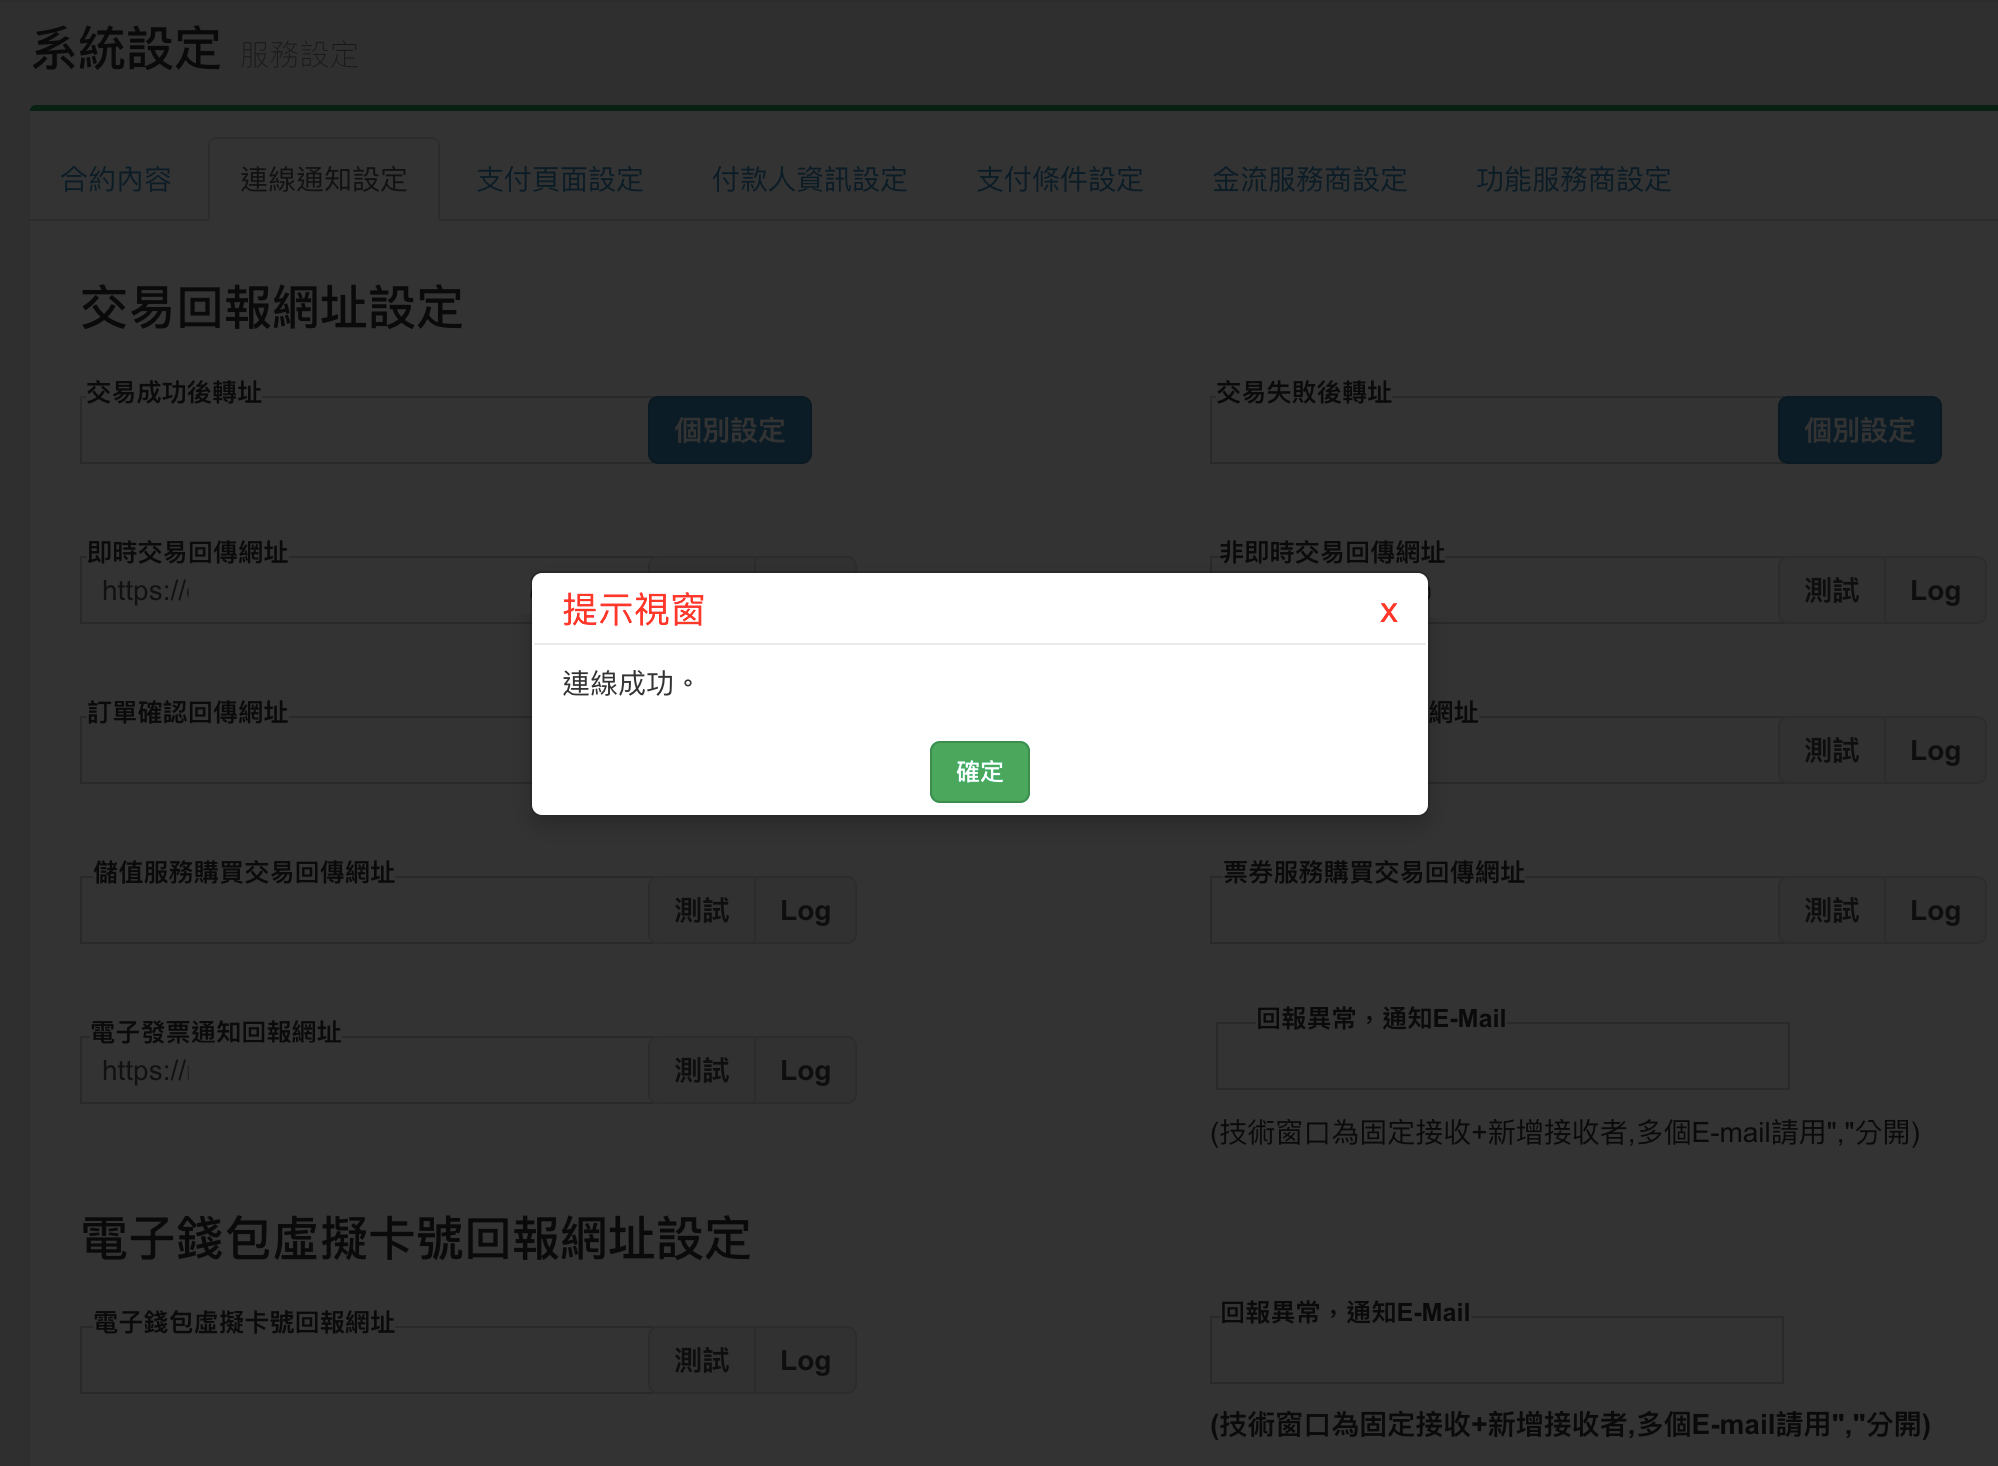 系統設定 服務設定
合約內容 連線通知設定 支付頁面設定 付款人資訊設定 支付條件設定 金流服務商設定 功能服務商設定
交易回報網址設定
交易成功後轉址
個別設定
交易失敗後轉址
個別設定
即時交易回傳網址
https://
非即時交易回傳網址
測試 Log
提示視窗 X
連線成功。
確定
訂單確認回傳網址
網址
測試 Log
儲值服務購買交易回傳網址
測試 Log
票券服務購買交易回傳網址
測試 Log
電子發票通知回報網址
https://
測試 Log
回報異常，通知E-Mail
(技術窗口為固定接收+新增接收者,多個E-mail請用","分開)
電子錢包虛擬卡號回報網址設定
電子錢包虛擬卡號回報網址
測試 Log
回報異常，通知E-Mail
(技術窗口為固定接收+新增接收者,多個E-mail請用","分開)